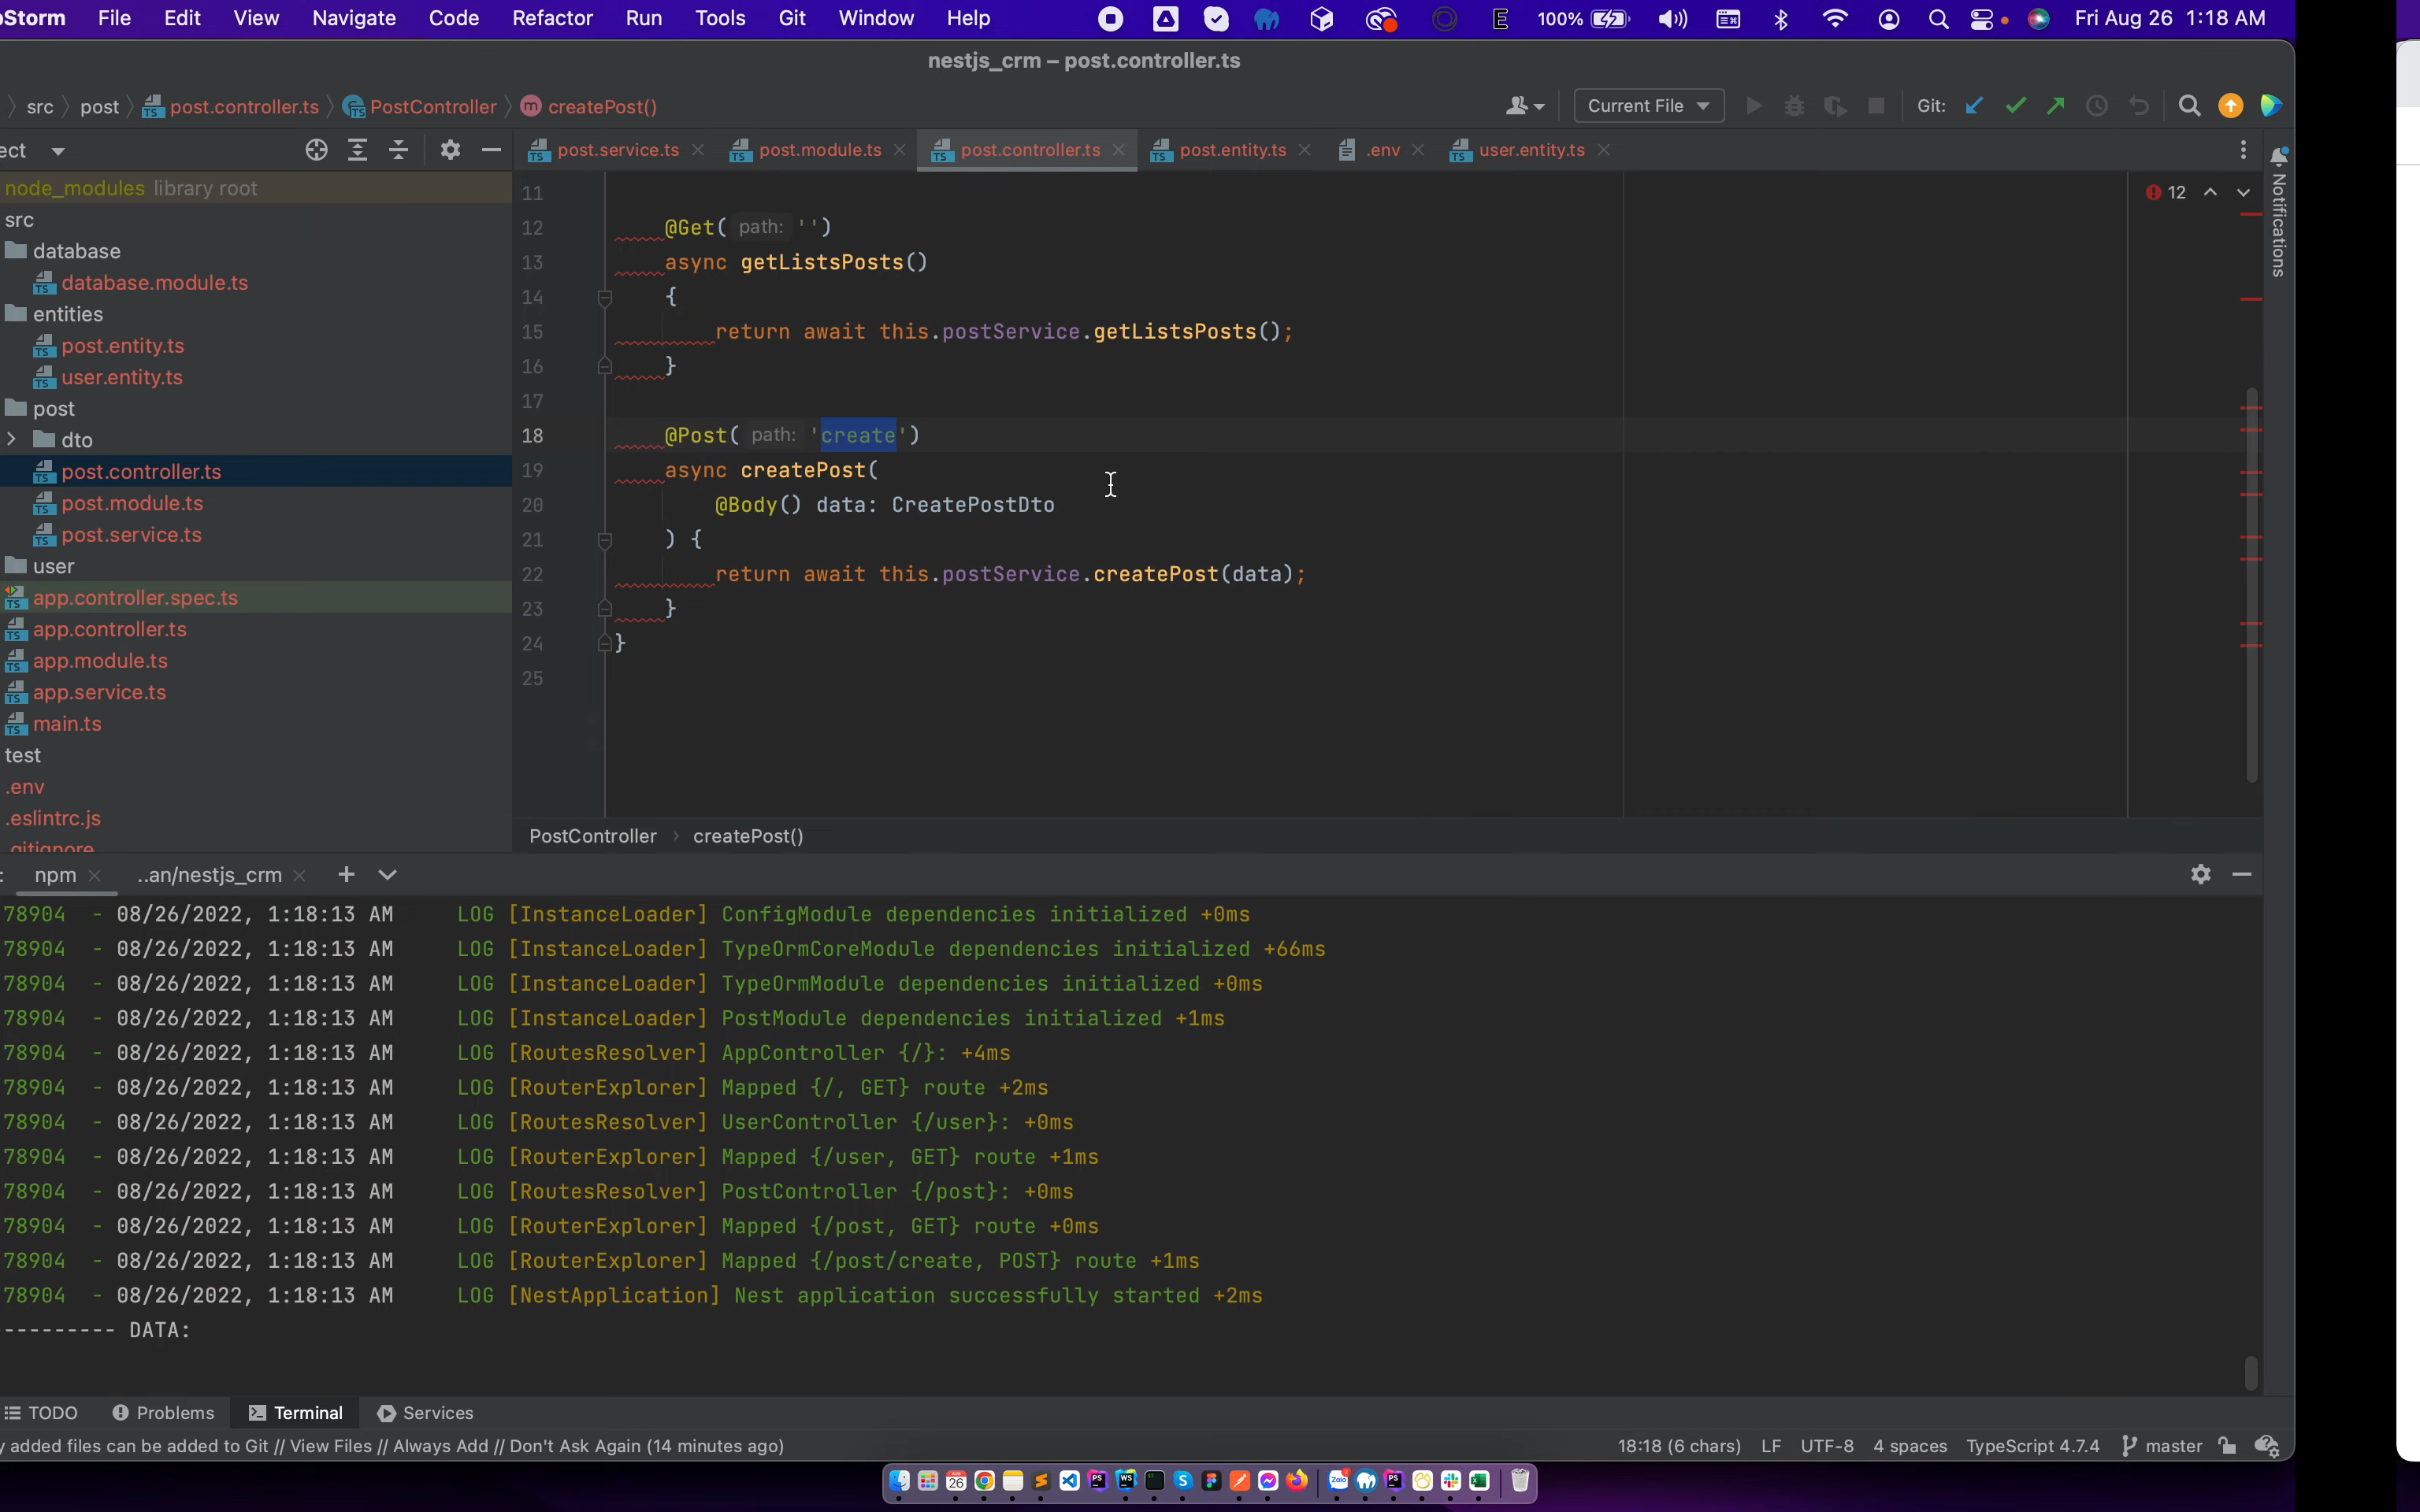 oStorm File Edit View Navigate Code Refactor Run Tools Git Window Help 100% Fri Aug 26 1:18 AM
nestjs_crm – post.controller.ts
src post post.controller.ts PostController createPost() Current File Git:
ect post.service.ts post.module.ts post.controller.ts post.entity.ts .env user.entity.ts
node_modules library root
src
database
database.module.ts
entities
post.entity.ts
user.entity.ts
post
dto
post.controller.ts
post.module.ts
post.service.ts
user
app.controller.spec.ts
app.controller.ts
app.module.ts
app.service.ts
main.ts
test
.env
.eslintrc.js
.gitignore
12
Notifications
11
12 @Get( path: '')
13 async getListsPosts()
14 {
15 return await this.postService.getListsPosts();
16 }
17
18 @Post( path: 'create')
19 async createPost(
20 @Body() data: CreatePostDto
21 ) {
22 return await this.postService.createPost(data);
23 }
24 }
25
PostController createPost()
: npm ..an/nestjs_crm
78904 - 08/26/2022, 1:18:13 AM LOG [InstanceLoader] ConfigModule dependencies initialized +0ms
78904 - 08/26/2022, 1:18:13 AM LOG [InstanceLoader] TypeOrmCoreModule dependencies initialized +66ms
78904 - 08/26/2022, 1:18:13 AM LOG [InstanceLoader] TypeOrmModule dependencies initialized +0ms
78904 - 08/26/2022, 1:18:13 AM LOG [InstanceLoader] PostModule dependencies initialized +1ms
78904 - 08/26/2022, 1:18:13 AM LOG [RoutesResolver] AppController {/}: +4ms
78904 - 08/26/2022, 1:18:13 AM LOG [RouterExplorer] Mapped {/, GET} route +2ms
78904 - 08/26/2022, 1:18:13 AM LOG [RoutesResolver] UserController {/user}: +0ms
78904 - 08/26/2022, 1:18:13 AM LOG [RouterExplorer] Mapped {/user, GET} route +1ms
78904 - 08/26/2022, 1:18:13 AM LOG [RoutesResolver] PostController {/post}: +0ms
78904 - 08/26/2022, 1:18:13 AM LOG [RouterExplorer] Mapped {/post, GET} route +0ms
78904 - 08/26/2022, 1:18:13 AM LOG [RouterExplorer] Mapped {/post/create, POST} route +1ms
78904 - 08/26/2022, 1:18:13 AM LOG [NestApplication] Nest application successfully started +2ms
--------- DATA:
TODO Problems Terminal Services
y added files can be added to Git // View Files // Always Add // Don't Ask Again (14 minutes ago) 18:18 (6 chars) LF UTF-8 4 spaces TypeScript 4.7.4 master